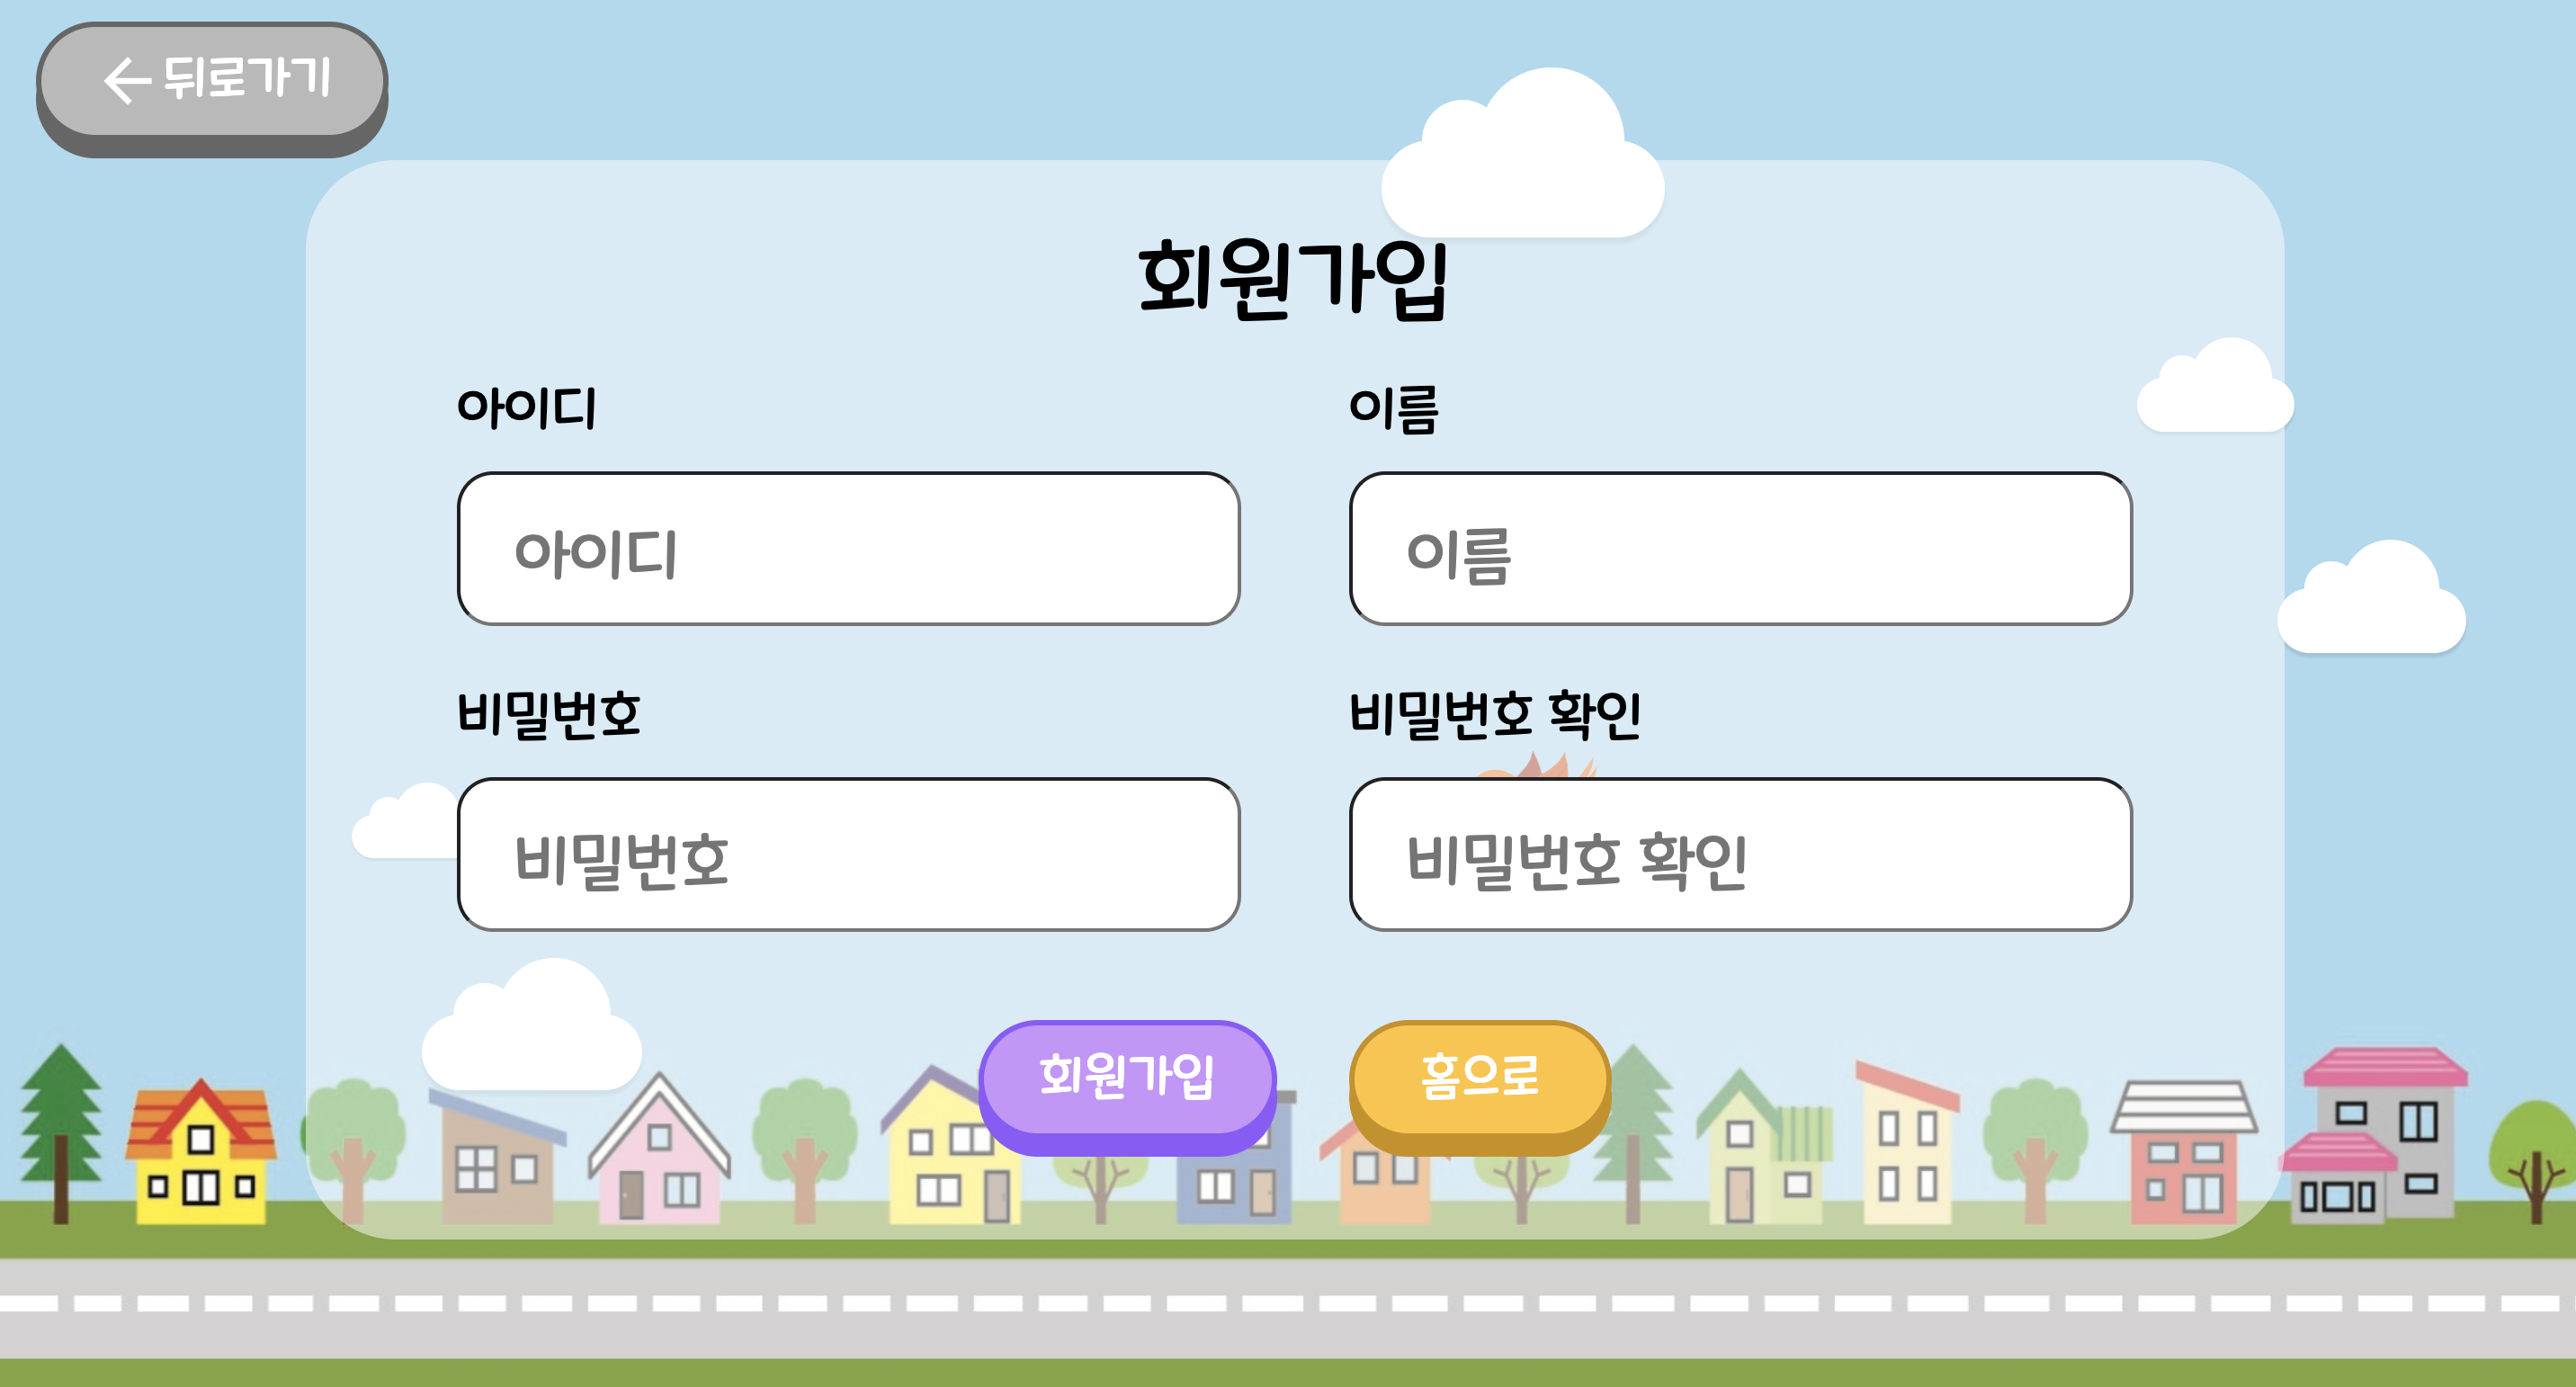 ← 뒤로가기
회원가입
아이디
이름
아이디
이름
비밀번호
비밀번호 확인
비밀번호
비밀번호 확인
회원가입
홈으로